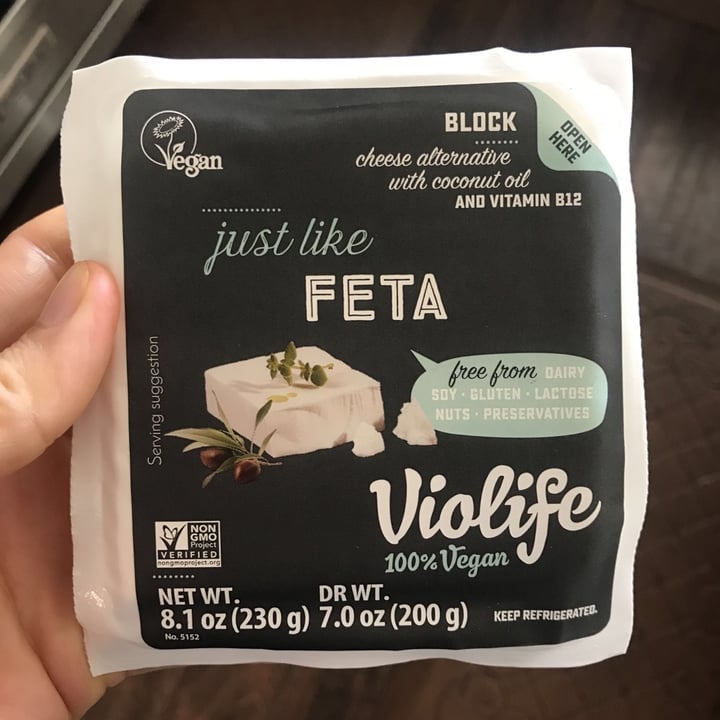 Vegan
BLOCK
OPEN
HERE
cheese alternative
with coconut oil
AND VITAMIN B12
just like
FETA
Serving suggestion
free from DAIRY
SOY · GLUTEN · LACTOSE
NUTS · PRESERVATIVES
Violife
100% Vegan
NON
GMO
Project
VERIFIED
nongmoproject.org
NET WT.
8.1 oz (230 g)
DR WT.
7.0 oz (200 g)
KEEP REFRIGERATED.
No. 5152